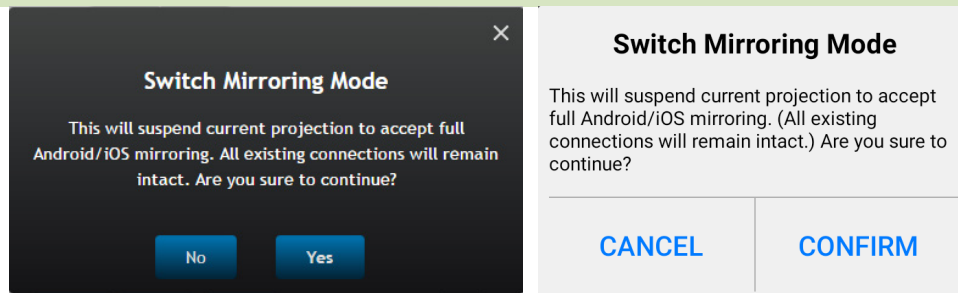 Switch Mirroring Mode
This will suspend current projection to accept full
Android/iOS mirroring. All existing connections will remain
intact. Are you sure to continue?
No
Yes
Switch Mirroring Mode
This will suspend current projection to accept
full Android/iOS mirroring. (All existing
connections will remain intact.) Are you sure to
continue?
CANCEL
CONFIRM